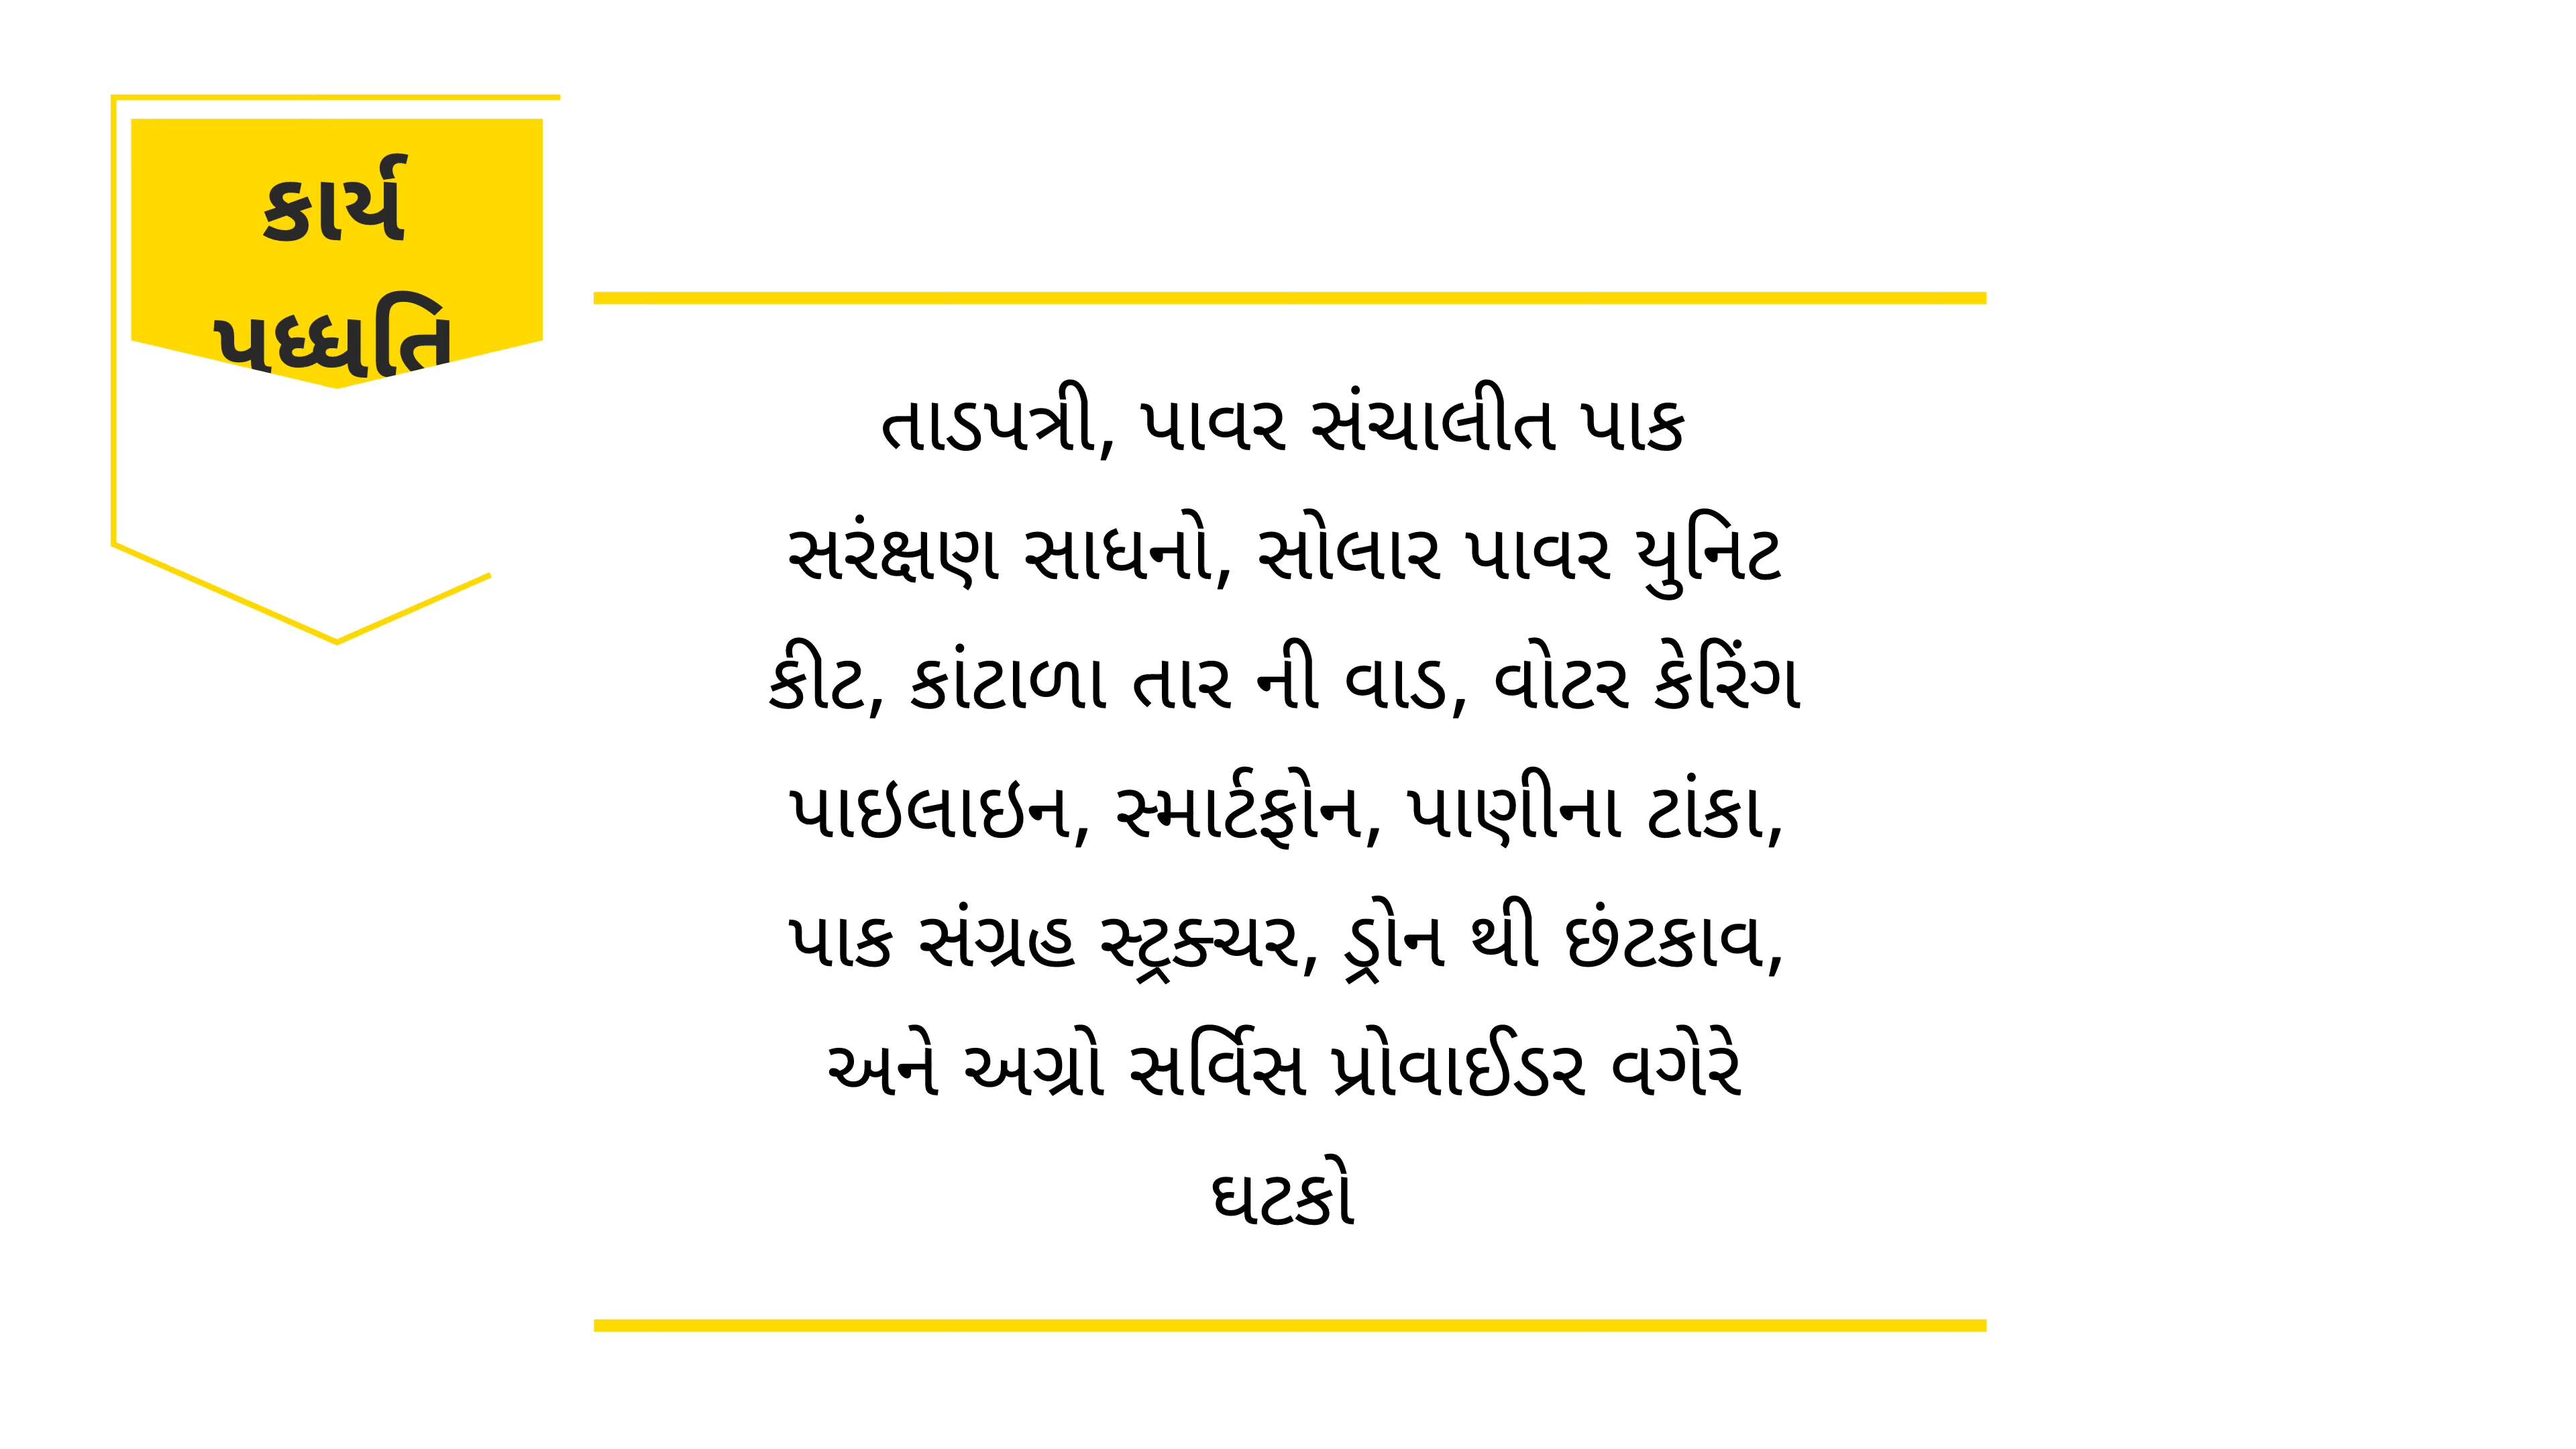 કાર્ય
પધ્ધતિ
તાડપત્રી, પાવર સંચાલીત પાક
સરંક્ષણ સાધનો, સોલાર પાવર યુનિટ
કીટ, કાંટાળા તાર ની વાડ, વોટર કેરિંગ
પાઇલાઇન, સ્માર્ટફોન, પાણીના ટાંકા,
પાક સંગ્રહ સ્ટ્રક્ચર, ડ્રોન થી છંટકાવ,
અને અગ્રો સર્વિસ પ્રોવાઈડર વગેરે
ઘટકો